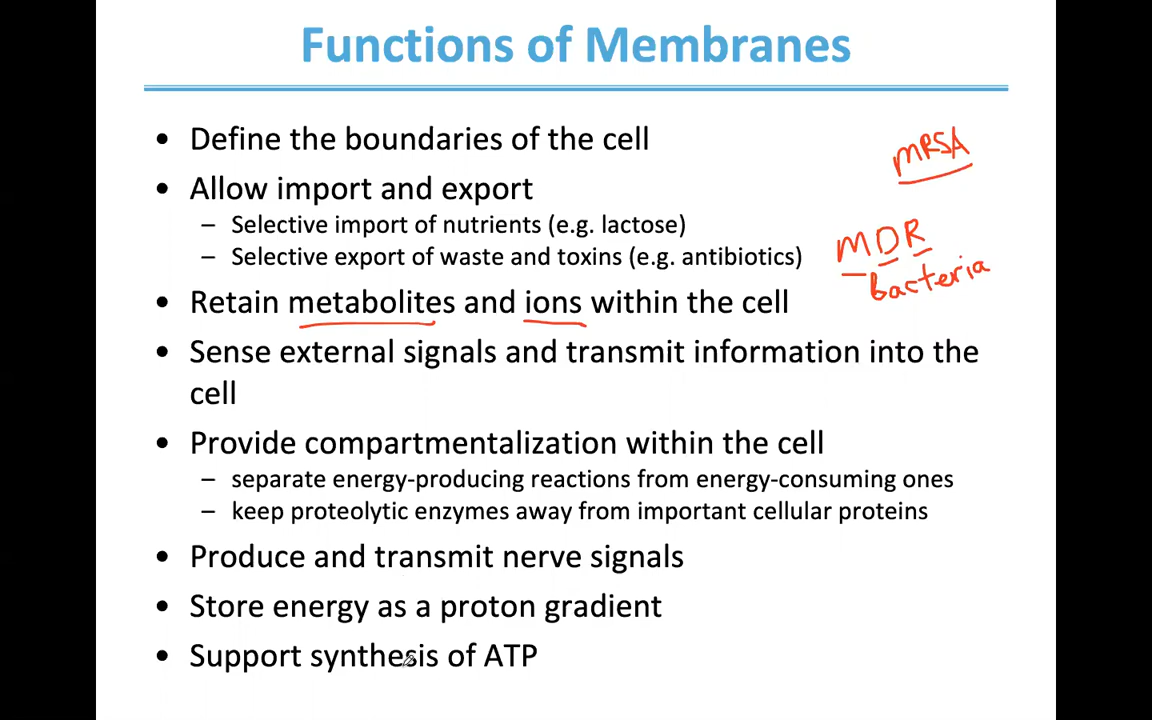 Functions of Membranes
• Define the boundaries of the cell
MRSA
• Allow import and export
– Selective import of nutrients (e.g. lactose)
– Selective export of waste and toxins (e.g. antibiotics)
MDR
bacteria
• Retain metabolites and ions within the cell
• Sense external signals and transmit information into the
cell
• Provide compartmentalization within the cell
– separate energy-producing reactions from energy-consuming ones
– keep proteolytic enzymes away from important cellular proteins
• Produce and transmit nerve signals
• Store energy as a proton gradient
• Support synthesis of ATP